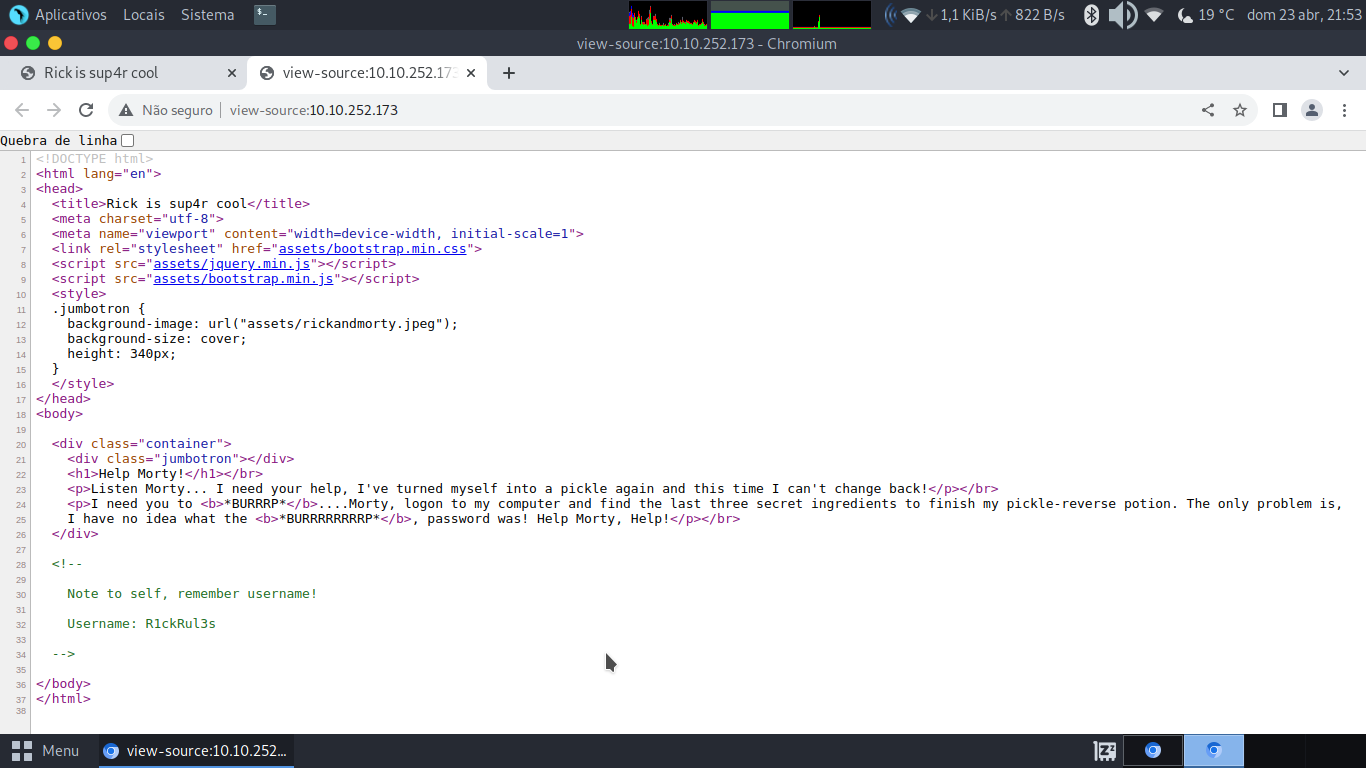 Aplicativos Locais Sistema 1,1 KiB/s 822 B/s 19 °C dom 23 abr, 21:53
view-source:10.10.252.173 - Chromium
Rick is sup4r cool view-source:10.10.252.173
Não seguro view-source:10.10.252.173
Quebra de linha
1 <!DOCTYPE html>
2 <html lang="en">
3 <head>
4 <title>Rick is sup4r cool</title>
5 <meta charset="utf-8">
6 <meta name="viewport" content="width=device-width, initial-scale=1">
7 <link rel="stylesheet" href="assets/bootstrap.min.css">
8 <script src="assets/jquery.min.js"></script>
9 <script src="assets/bootstrap.min.js"></script>
10 <style>
11 .jumbotron {
12 background-image: url("assets/rickandmorty.jpeg");
13 background-size: cover;
14 height: 340px;
15 }
16 </style>
17 </head>
18 <body>
19
20 <div class="container">
21 <div class="jumbotron"></div>
22 <h1>Help Morty!</h1></br>
23 <p>Listen Morty... I need your help, I've turned myself into a pickle again and this time I can't change back!</p></br>
24 <p>I need you to <b>*BURRRP*</b>....Morty, logon to my computer and find the last three secret ingredients to finish my pickle-reverse potion. The only problem is,
25 I have no idea what the <b>*BURRRRRRRRP*</b>, password was! Help Morty, Help!</p></br>
26 </div>
27
28 <!--
29
30 Note to self, remember username!
31
32 Username: R1ckRul3s
33
34 -->
35
36 </body>
37 </html>
38
Menu view-source:10.10.252...